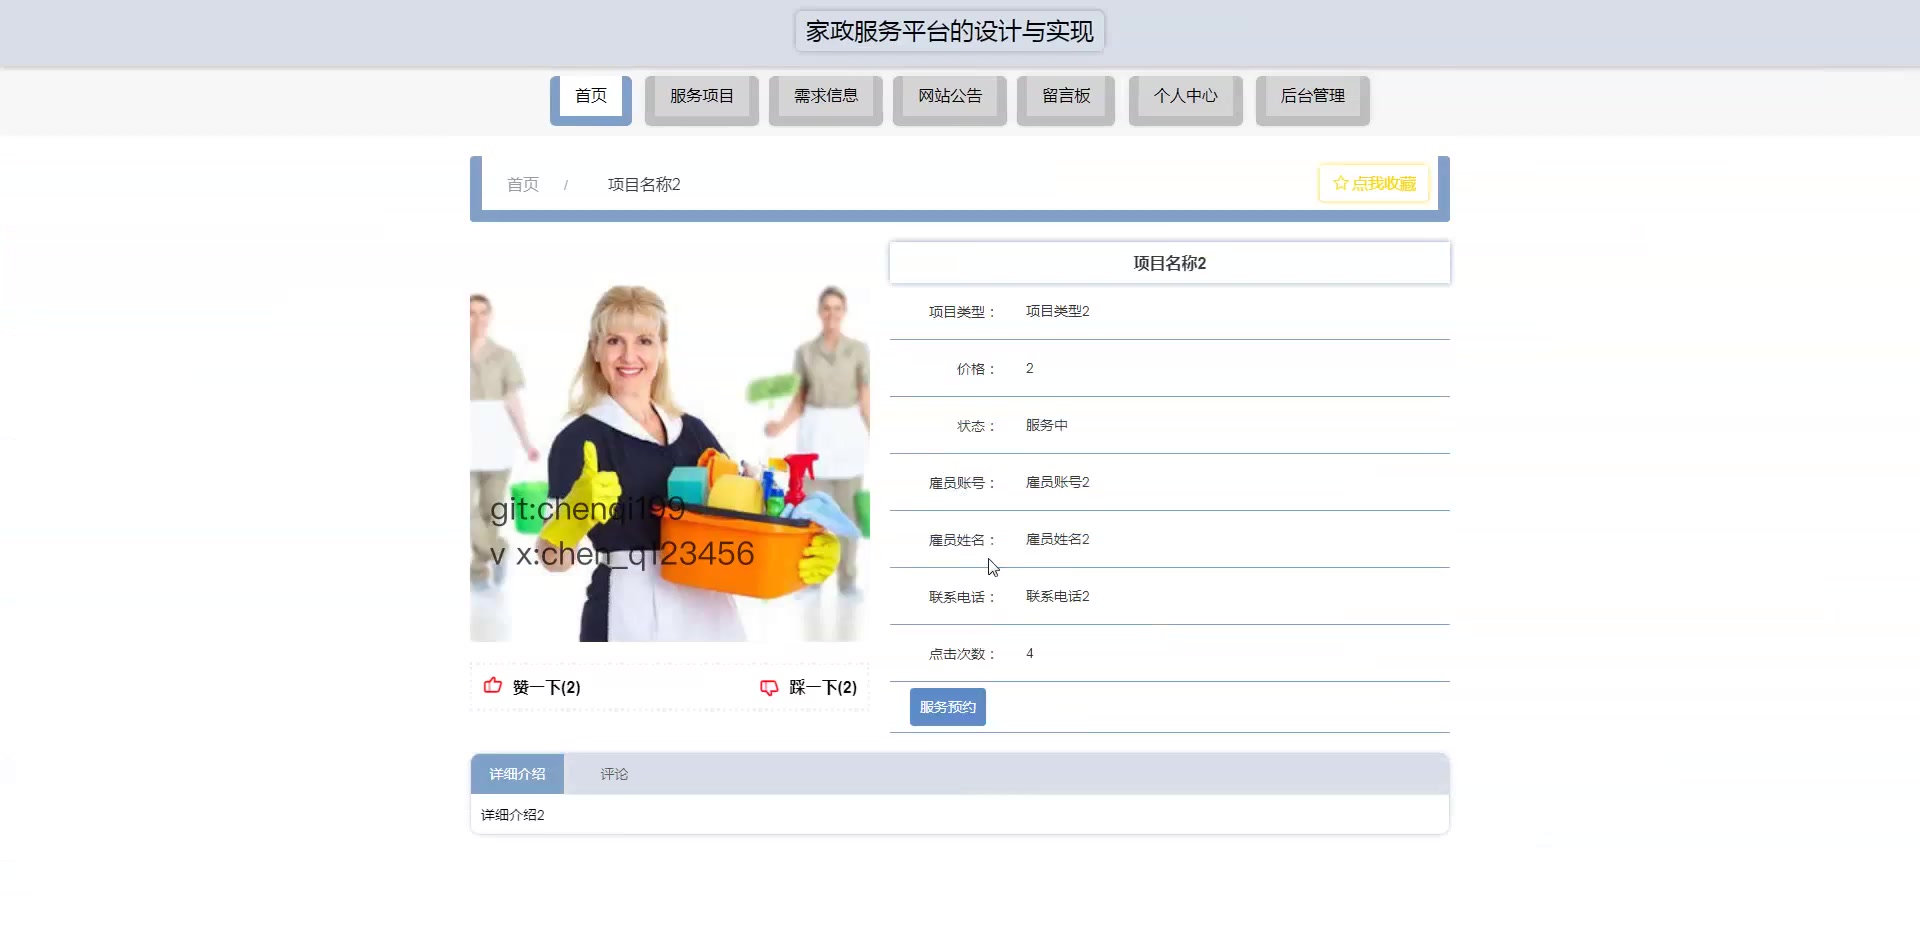 家政服务平台的设计与实现
首页 服务项目 需求信息 网站公告 留言板 个人中心 后台管理
首页 / 项目名称2 点我收藏
项目名称2
项目类型： 项目类型2
价格： 2
状态： 服务中
雇员账号： 雇员账号2
雇员姓名： 雇员姓名2
联系电话： 联系电话2
点击次数： 4
服务预约
git:chenqi199
v x:chen_q123456
赞一下(2) 踩一下(2)
详细介绍 评论
详细介绍2